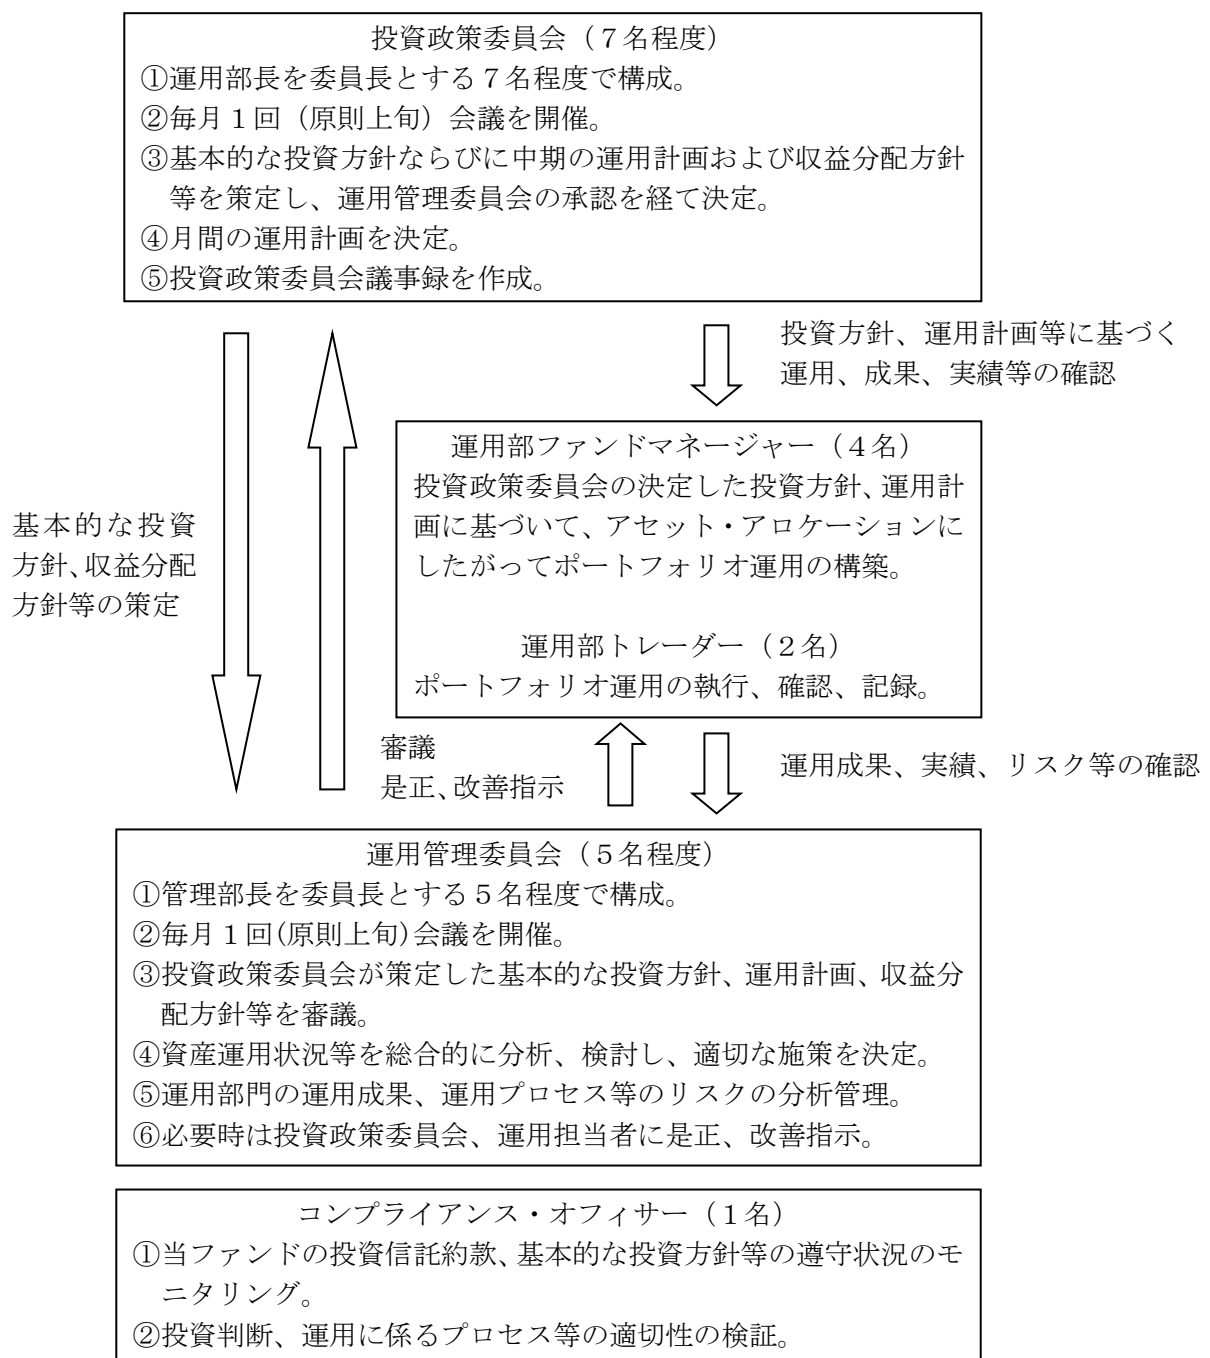 投資政策委員会（７名程度）
①運用部長を委員長とする７名程度で構成。
②毎月１回（原則上旬）会議を開催。
③基本的な投資方針ならびに中期の運用計画および収益分配方針
等を策定し、運用管理委員会の承認を経て決定。
④月間の運用計画を決定。
⑤投資政策委員会議事録を作成。
投資方針、運用計画等に基づく
運用、成果、実績等の確認
運用部ファンドマネージャー（４名）
投資政策委員会の決定した投資方針、運用計
画に基づいて、アセット・アロケーションに
したがってポートフォリオ運用の構築。
運用部トレーダー（２名）
ポートフォリオ運用の執行、確認、記録。
基本的な投資
方針、収益分配
方針等の策定
審議
是正、改善指示
運用成果、実績、リスク等の確認
運用管理委員会（５名程度）
①管理部長を委員長とする５名程度で構成。
②毎月１回(原則上旬)会議を開催。
③投資政策委員会が策定した基本的な投資方針、運用計画、収益分
配方針等を審議。
④資産運用状況等を総合的に分析、検討し、適切な施策を決定。
⑤運用部門の運用成果、運用プロセス等のリスクの分析管理。
⑥必要時は投資政策委員会、運用担当者に是正、改善指示。
コンプライアンス・オフィサー（１名）
①当ファンドの投資信託約款、基本的な投資方針等の遵守状況のモ
ニタリング。
②投資判断、運用に係るプロセス等の適切性の検証。